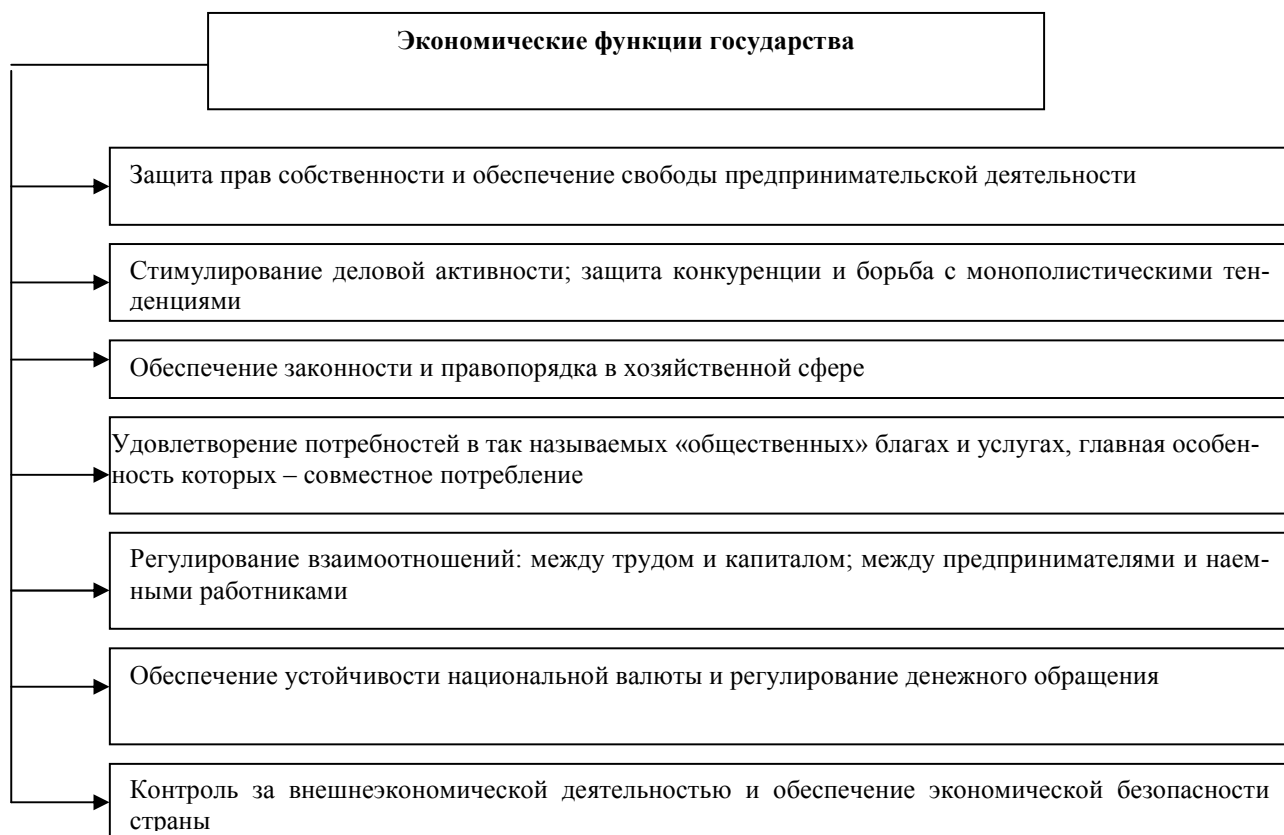 Экономические функции государства
Защита прав собственности и обеспечение свободы предпринимательской деятельности
Стимулирование деловой активности; защита конкуренции и борьба с монополистическими тен-
денциями
Обеспечение законности и правопорядка в хозяйственной сфере
Удовлетворение потребностей в так называемых «общественных» благах и услугах, главная особен-
ность которых – совместное потребление
Регулирование взаимоотношений: между трудом и капиталом; между предпринимателями и наем-
ными работниками
Обеспечение устойчивости национальной валюты и регулирование денежного обращения
Контроль за внешнеэкономической деятельностью и обеспечение экономической безопасности
страны